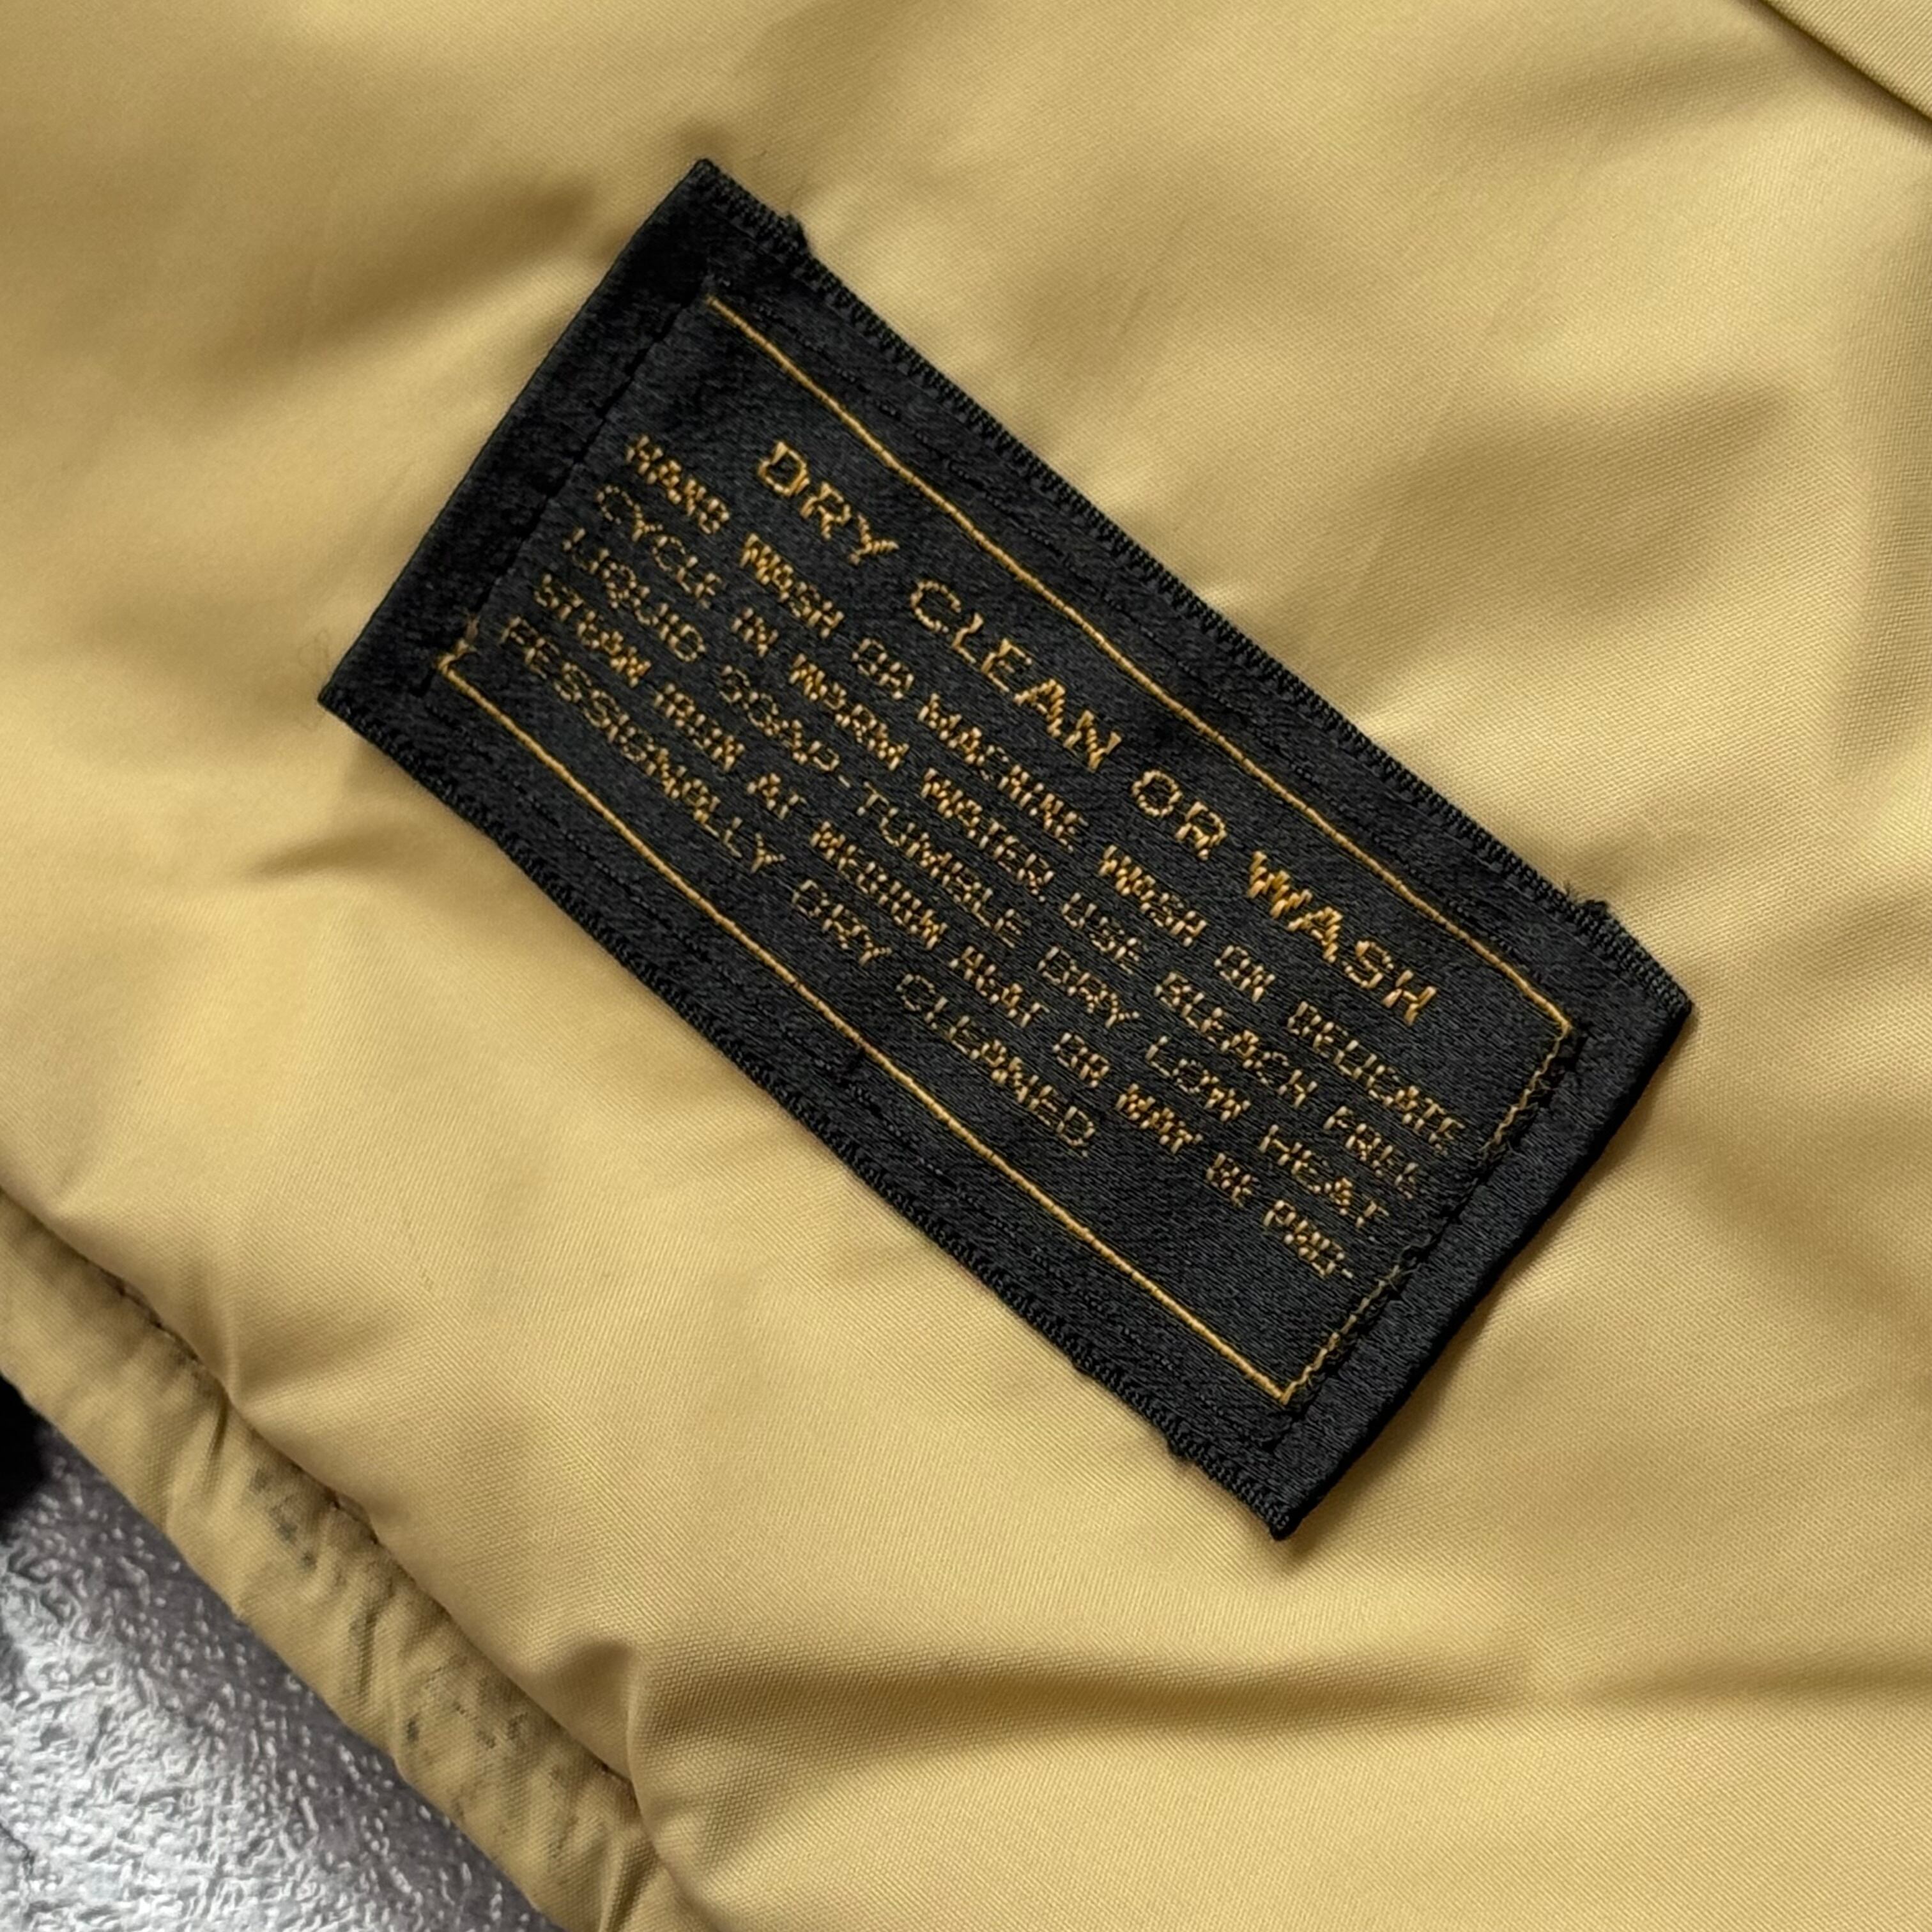 DRY CLEAN OR WASH
HAND WASH OR MACHINE WASH ON DELICATE
CYCLE IN WARM WATER. USE BLEACH FREE
LIQUID SOAP-TUMBLE DRY LOW HEAT
STEAM IRON AT MEDIUM HEAT OR MAY BE PRO-
FESSIONALLY DRY CLEANED.